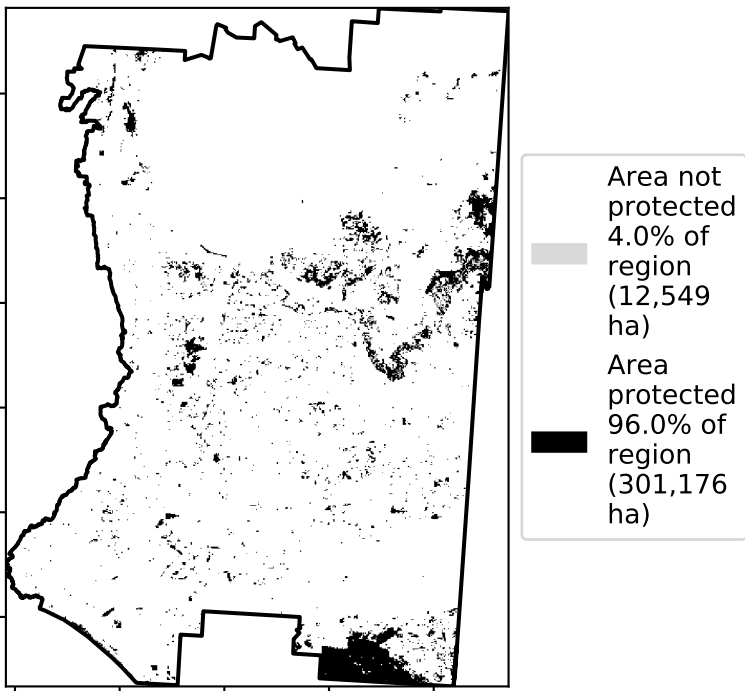 Area not
protected
4.0% of
region
(12,549
ha)
Area
protected
96.0% of
region
(301,176
ha)